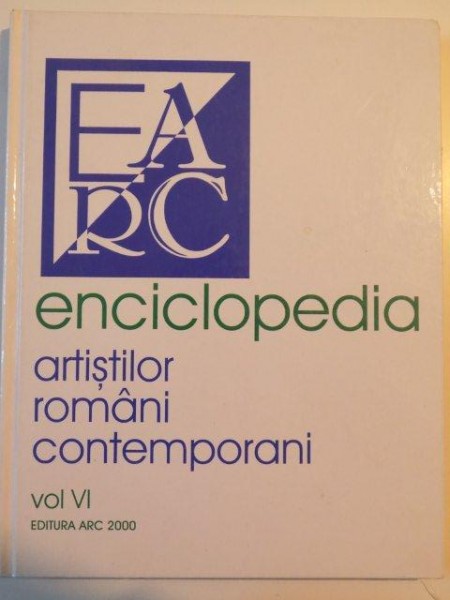 EA
RC
enciclopedia
artiștilor
români
contemporani
vol VI
EDITURA ARC 2000